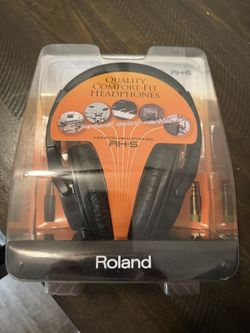 RH-5
QUALITY
COMFORT-FIT
HEADPHONES
MONITOR HEADPHONES
RH-5
Roland